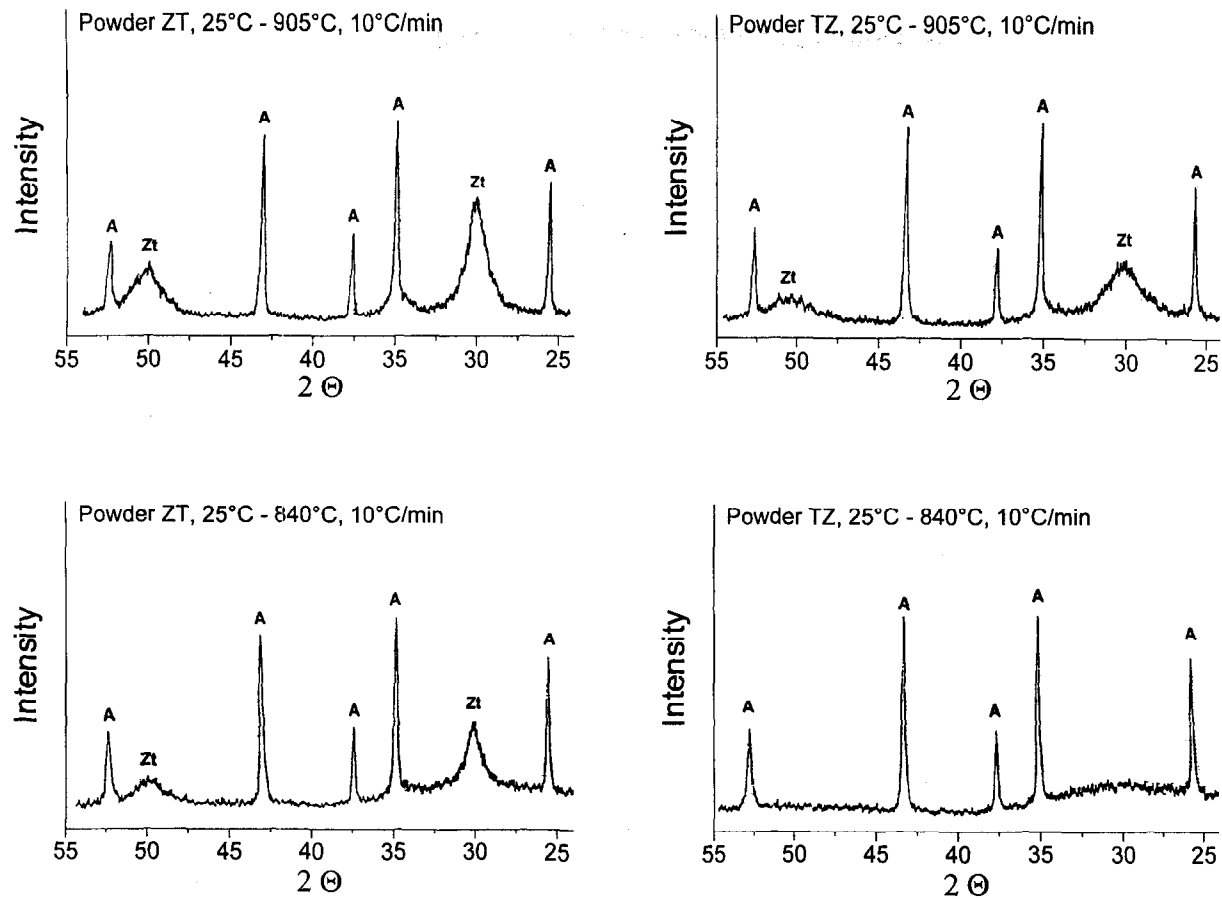 Powder ZT, 25°C - 905°C, 10°C/min
Intensity
A
Zt
A
A
A
Zt
A
55 50 45 40 35 30 25
2 Θ
Powder TZ, 25°C - 905°C, 10°C/min
Intensity
A
Zt
A
A
A
Zt
A
55 50 45 40 35 30 25
2 Θ
Powder ZT, 25°C - 840°C, 10°C/min
Intensity
A
Zt
A
A
A
Zt
A
55 50 45 40 35 30 25
2 Θ
Powder TZ, 25°C - 840°C, 10°C/min
Intensity
A
A
A
A
A
55 50 45 40 35 30 25
2 Θ